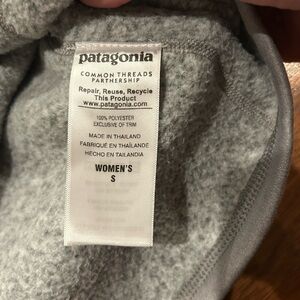 patagonia
COMMON THREADS
PARTNERSHIP
Repair, Reuse, Recycle
This Product
www.patagonia.com
100% POLYESTER
EXCLUSIVE OF TRIM
MADE IN THAILAND
FABRIQUÉ EN THAÏLANDE
HECHO EN TAILANDIA
WOMEN'S
S